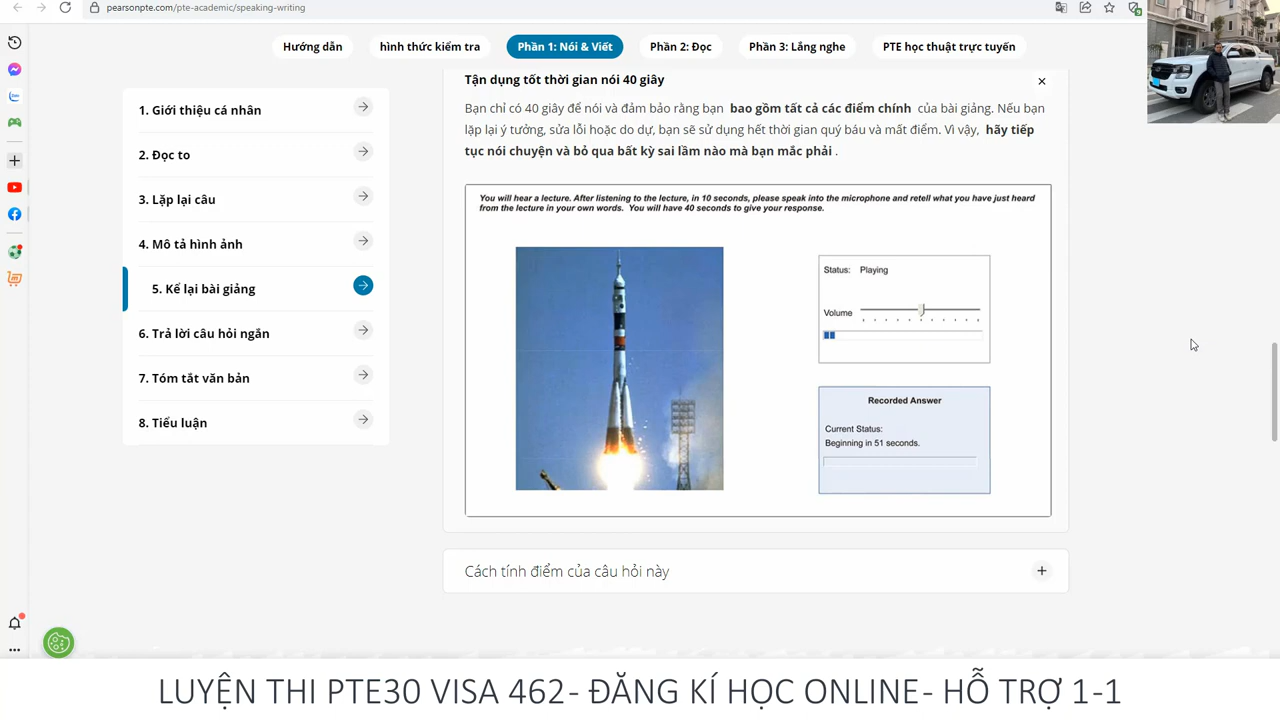 pearsonpte.com/pte-academic/speaking-writing
Hướng dẫn
hình thức kiểm tra
Phần 1: Nói & Viết
Phần 2: Đọc
Phần 3: Lắng nghe
PTE học thuật trực tuyến
1. Giới thiệu cá nhân
2. Đọc to
3. Lặp lại câu
4. Mô tả hình ảnh
5. Kể lại bài giảng
6. Trả lời câu hỏi ngắn
7. Tóm tắt văn bản
8. Tiểu luận
Tận dụng tốt thời gian nói 40 giây
Bạn chỉ có 40 giây để nói và đảm bảo rằng bạn bao gồm tất cả các điểm chính của bài giảng. Nếu bạn
lặp lại ý tưởng, sửa lỗi hoặc do dự, bạn sẽ sử dụng hết thời gian quý báu và mất điểm. Vì vậy, hãy tiếp
tục nói chuyện và bỏ qua bất kỳ sai lầm nào mà bạn mắc phải .
You will hear a lecture. After listening to the lecture, in 10 seconds, please speak into the microphone and retell what you have just heard
from the lecture in your own words. You will have 40 seconds to give your response.
Status: Playing
Volume
Recorded Answer
Current Status:
Beginning in 51 seconds.
Cách tính điểm của câu hỏi này
LUYỆN THI PTE30 VISA 462- ĐĂNG KÍ HỌC ONLINE- HỖ TRỢ 1-1